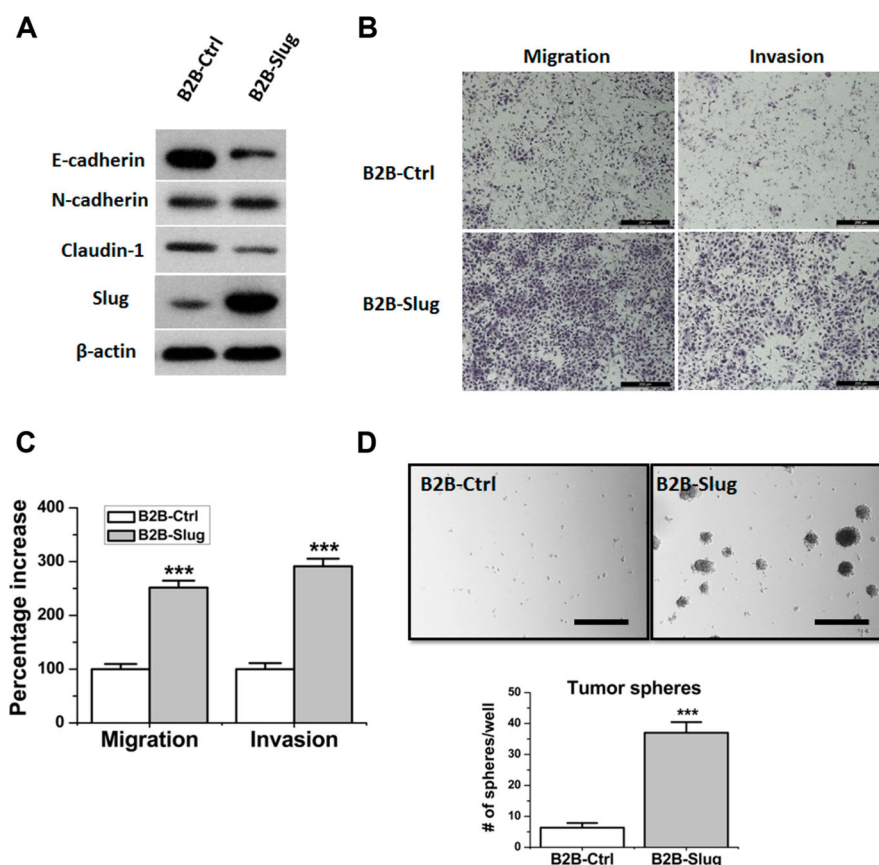 A
B2B-Ctrl
B2B-Slug
E-cadherin
N-cadherin
Claudin-1
Slug
β-actin
B
Migration
Invasion
B2B-Ctrl
B2B-Slug
C
Percentage increase
400
300
250
200
100
0
B2B-Ctrl
B2B-Slug
***
***
Migration
Invasion
D
B2B-Ctrl
B2B-Slug
Tumor spheres
# of spheres/well
50
40
30
20
10
0
***
B2B-Ctrl
B2B-Slug